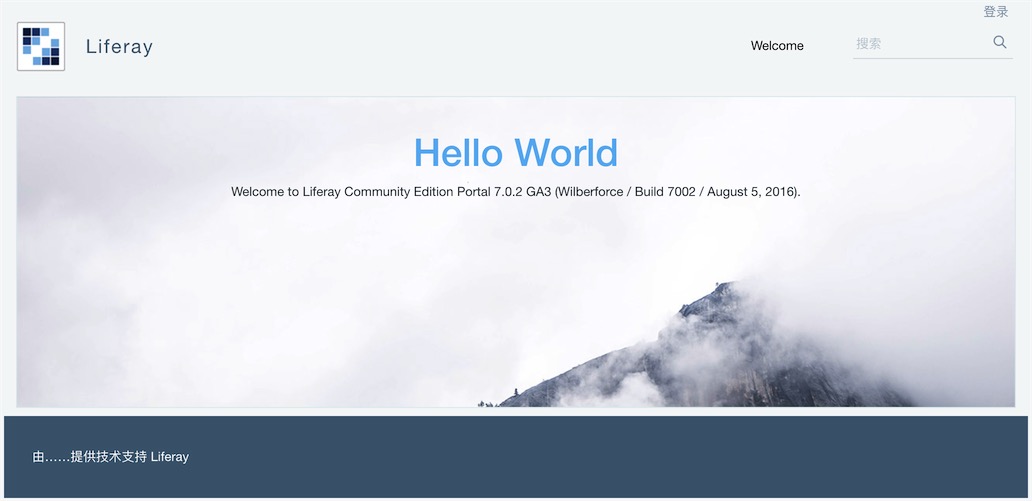 登录
Liferay
Welcome
搜索
Hello World
Welcome to Liferay Community Edition Portal 7.0.2 GA3 (Wilberforce / Build 7002 / August 5, 2016).
由……提供技术支持 Liferay